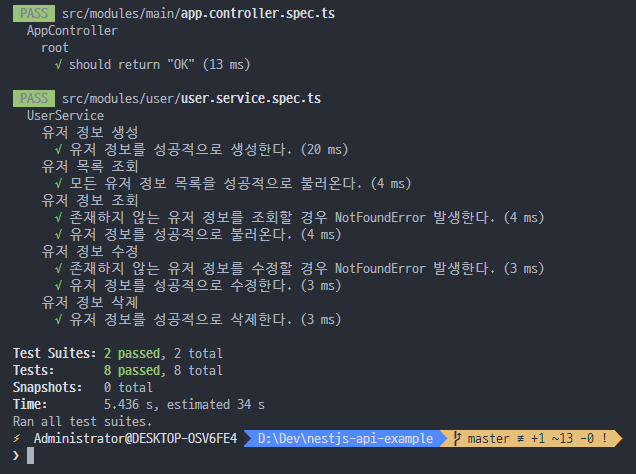 PASS src/modules/main/app.controller.spec.ts
AppController
root
√ should return "OK" (13 ms)
PASS src/modules/user/user.service.spec.ts
UserService
유저 정보 생성
√ 유저 정보를 성공적으로 생성한다. (20 ms)
유저 목록 조회
√ 모든 유저 정보 목록을 성공적으로 불러온다. (4 ms)
유저 정보 조회
√ 존재하지 않는 유저 정보를 조회할 경우 NotFoundError 발생한다. (4 ms)
√ 유저 정보를 성공적으로 불러온다. (4 ms)
유저 정보 수정
√ 존재하지 않는 유저 정보를 수정할 경우 NotFoundError 발생한다. (3 ms)
√ 유저 정보를 성공적으로 수정한다. (3 ms)
유저 정보 삭제
√ 유저 정보를 성공적으로 삭제한다. (3 ms)
Test Suites: 2 passed, 2 total
Tests: 8 passed, 8 total
Snapshots: 0 total
Time: 5.436 s, estimated 34 s
Ran all test suites.
⚡ Administrator@DESKTOP-OSV6FE4 D:\Dev\nestjs-api-example master ≢ +1 ~13 -0 !
❯